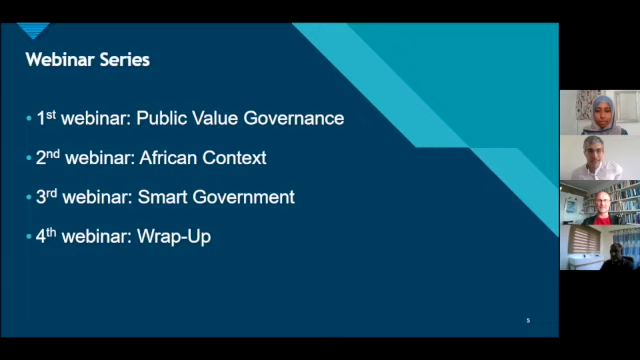 Webinar Series
• 1st webinar: Public Value Governance
• 2nd webinar: African Context
• 3rd webinar: Smart Government
• 4th webinar: Wrap-Up
5